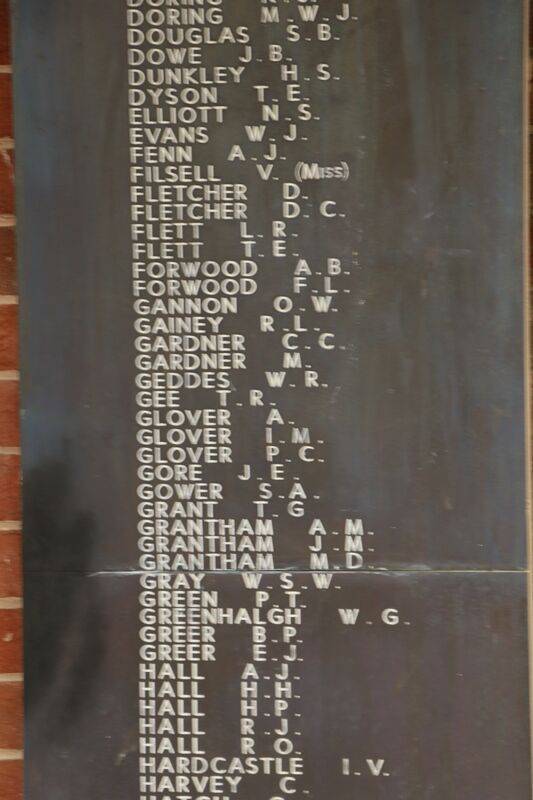 DORING
DORING M.W.J.
DOUGLAS S.B.
DOWE J.B.
DUNKLEY H.S.
DYSON T.E.
ELLIOTT N.S.
EVANS W.J.
FENN A.J.
FILSELL V. (MISS)
FLETCHER D.
FLETCHER D.C.
FLETT L.R.
FLETT T.E.
FORWOOD A.B.
FORWOOD F.L.
GANNON O.W.
GAINEY R.L.
GARDNER C.C.
GARDNER M.
GEDDES W.R.
GEE T.R.
GLOVER A.
GLOVER I.M.
GLOVER P.C.
GORE J.E.
GOWER S.A.
GRANT T.G
GRANTHAM A.M.
GRANTHAM J.M.
GRANTHAM M.D.
GRAY W.S.W.
GREEN P.T.
GREENHALGH W.G.
GREER B.P.
GREER E.J.
HALL A.J.
HALL H.H.
HALL H.P.
HALL R.J.
HALL R.O.
HARDCASTLE I.V.
HARVEY C.